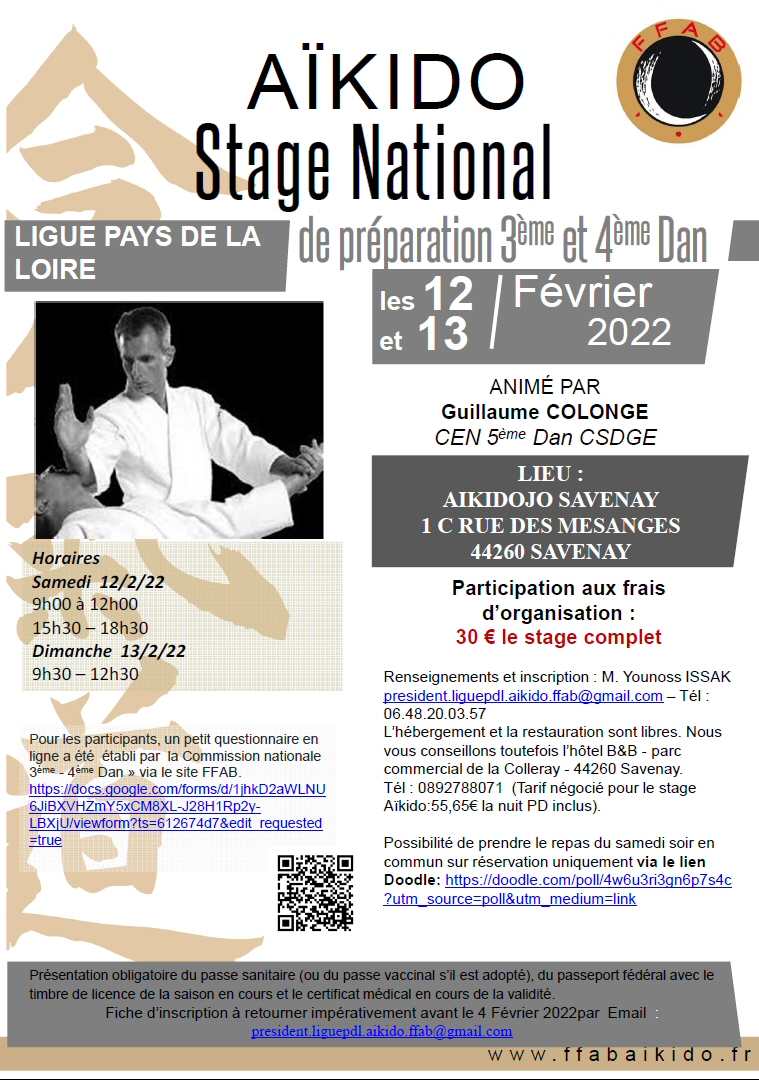 FFAB
AÏKIDO
Stage National
de préparation 3ème et 4ème Dan
LIGUE PAYS DE LA
LOIRE
les 12
et 13
Février
2022
ANIMÉ PAR
Guillaume COLONGE
CEN 5ème Dan CSDGE
LIEU :
AIKIDOJO SAVENAY
1 C RUE DES MESANGES
44260 SAVENAY
Participation aux frais
d’organisation :
30 € le stage complet
Horaires
Samedi 12/2/22
9h00 à 12h00
15h30 – 18h30
Dimanche 13/2/22
9h30 – 12h30
Pour les participants, un petit questionnaire en
ligne a été établi par la Commission nationale
3ème - 4ème Dan » via le site FFAB.
https://docs.google.com/forms/d/1jhkD2aWLNU
6JiBXVHZmY5xCM8XL-J28H1Rp2y-
LBXjU/viewform?ts=612674d7&edit_requested
=true
Renseignements et inscription : M. Younoss ISSAK
president.liguepdl.aikido.ffab@gmail.com – Tél :
06.48.20.03.57
L’hébergement et la restauration sont libres. Nous
vous conseillons toutefois l’hôtel B&B - parc
commercial de la Colleray - 44260 Savenay.
Tél : 0892788071 (Tarif négocié pour le stage
Aïkido:55,65€ la nuit PD inclus).
Possibilité de prendre le repas du samedi soir en
commun sur réservation uniquement via le lien
Doodle: https://doodle.com/poll/4w6u3ri3gn6p7s4c
?utm_source=poll&utm_medium=link
Présentation obligatoire du passe sanitaire (ou du passe vaccinal s’il est adopté), du passeport fédéral avec le
timbre de licence de la saison en cours et le certificat médical en cours de la validité.
Fiche d’inscription à retourner impérativement avant le 4 Février 2022par Email :
president.liguepdl.aikido.ffab@gmail.com
www.ffabaikido.fr